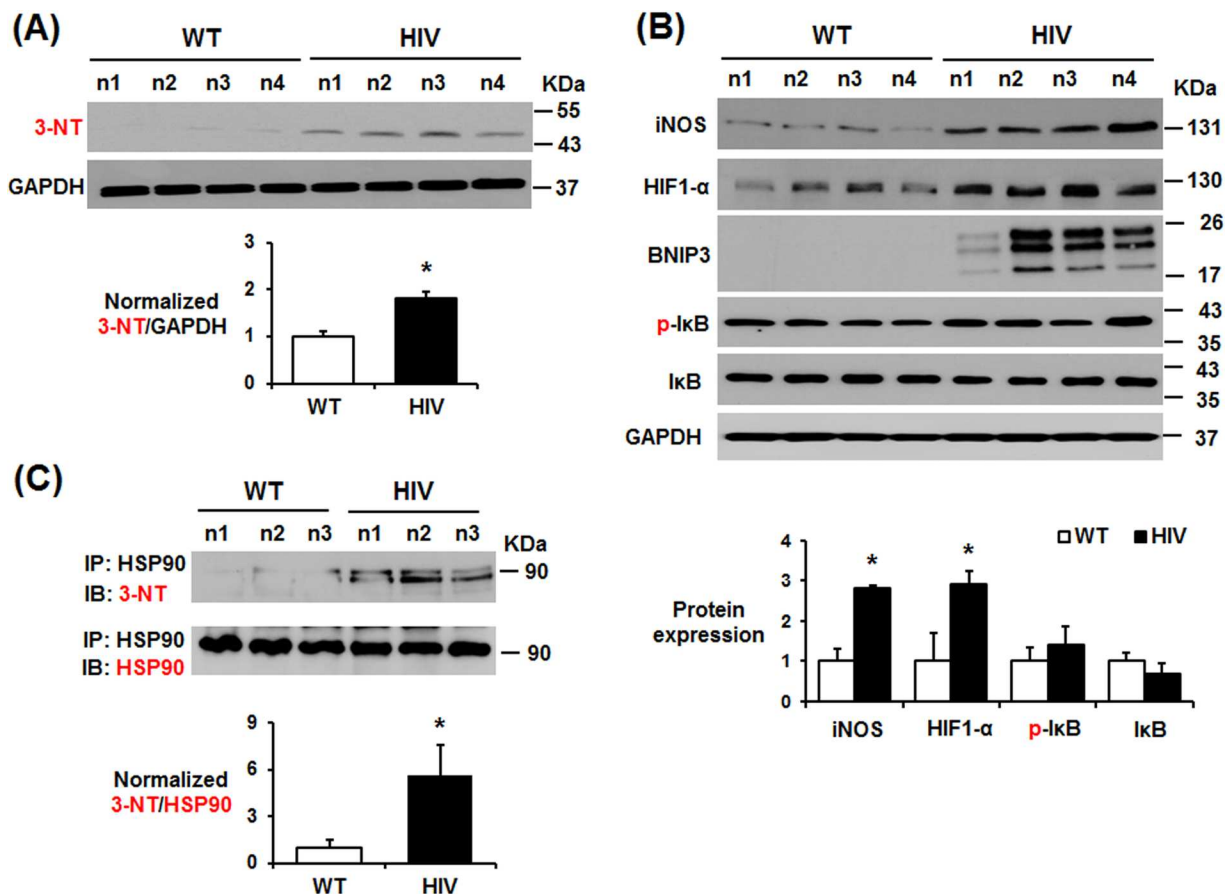 (A)
WT HIV
n1 n2 n3 n4 n1 n2 n3 n4 KDa
3-NT
55
43
GAPDH 37
3
2
1
0
Normalized
3-NT/GAPDH
*
WT HIV
(B)
WT HIV
n1 n2 n3 n4 n1 n2 n3 n4 KDa
iNOS 131
HIF1-α 130
BNIP3
26
17
p-IκB
43
35
IκB
43
35
GAPDH 37
WT HIV
4
3
2
1
0
Protein
expression
* *
iNOS HIF1-α p-IκB IκB
(C)
WT HIV
n1 n2 n3 n1 n2 n3 KDa
IP: HSP90
IB: 3-NT
90
IP: HSP90
IB: HSP90
90
9
6
3
0
Normalized
3-NT/HSP90
*
WT HIV